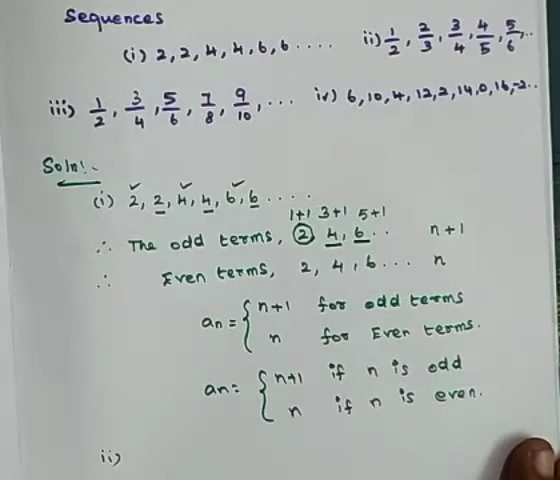 Sequences
(i) 2, 2, 4, 4, 6, 6 .... ii) 1/2, 2/3, 3/4, 4/5, 5/6, ..
iii) 1/2, 3/4, 5/6, 7/8, 9/10, ... iv) 6, 10, 4, 12, 2, 14, 0, 16, -2..
Soln:-
(i) 2, 2, 4, 4, 6, 6 ....
1+1 3+1 5+1
∴ The odd terms, 2 4, 6.. n+1
∴ Even terms, 2, 4, 6... n
an = { n+1 for odd terms
n for Even terms.
an = { n+1 if n is odd
n if n is even.
ii)